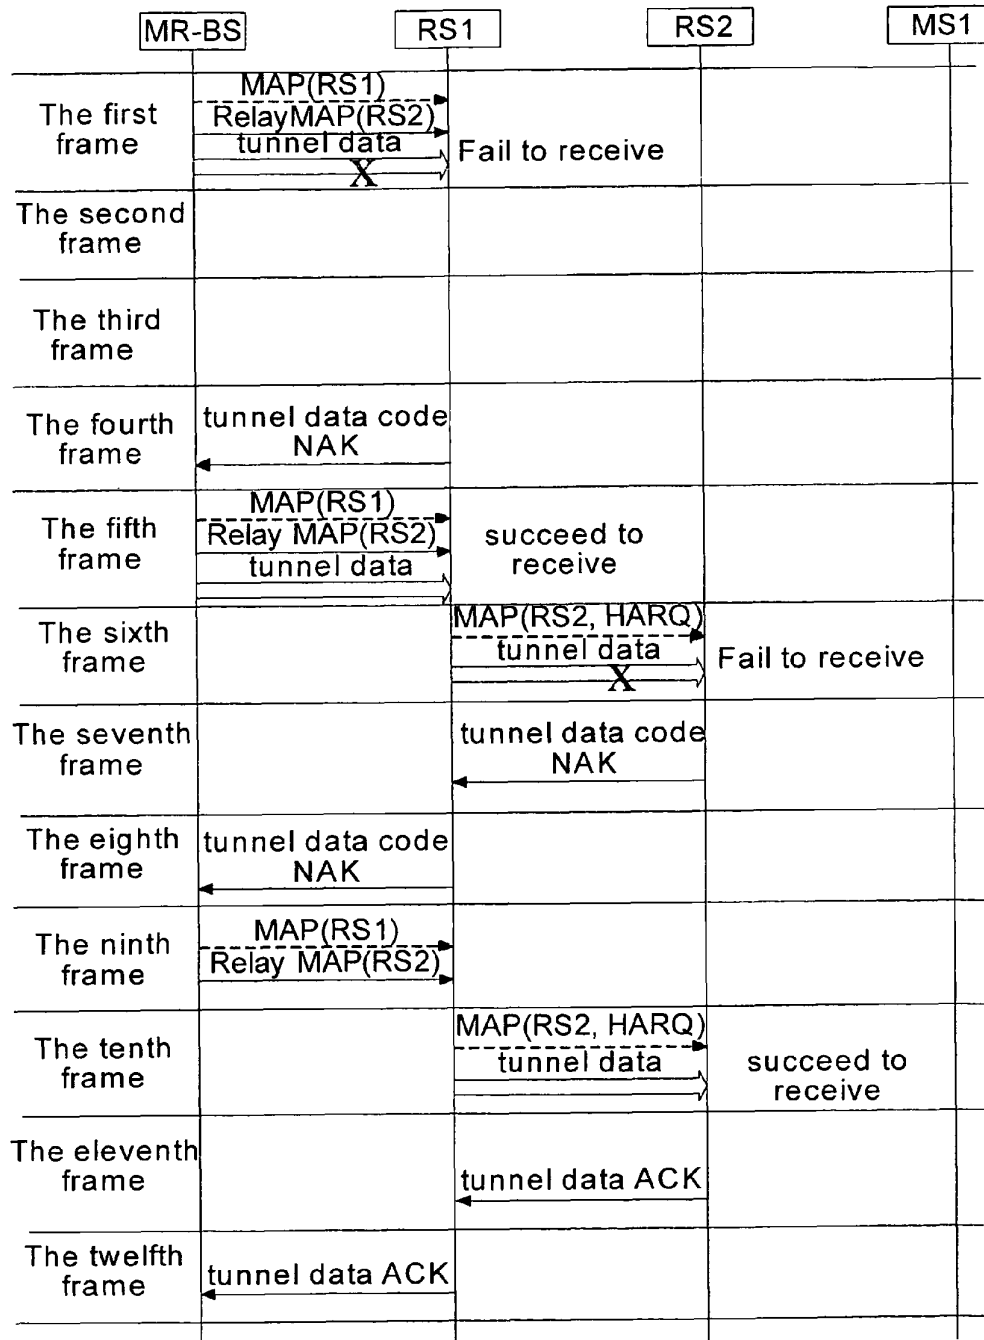 MR-BS RS1 RS2 MS1
The first
frame
MAP(RS1)
RelayMAP(RS2)
tunnel data
X
Fail to receive
The second
frame
The third
frame
The fourth
frame
tunnel data code
NAK
The fifth
frame
MAP(RS1)
Relay MAP(RS2)
tunnel data
succeed to
receive
The sixth
frame
MAP(RS2, HARQ)
tunnel data
X
Fail to receive
The seventh
frame
tunnel data code
NAK
The eighth
frame
tunnel data code
NAK
The ninth
frame
MAP(RS1)
Relay MAP(RS2)
The tenth
frame
MAP(RS2, HARQ)
tunnel data
succeed to
receive
The eleventh
frame
tunnel data ACK
The twelfth
frame
tunnel data ACK